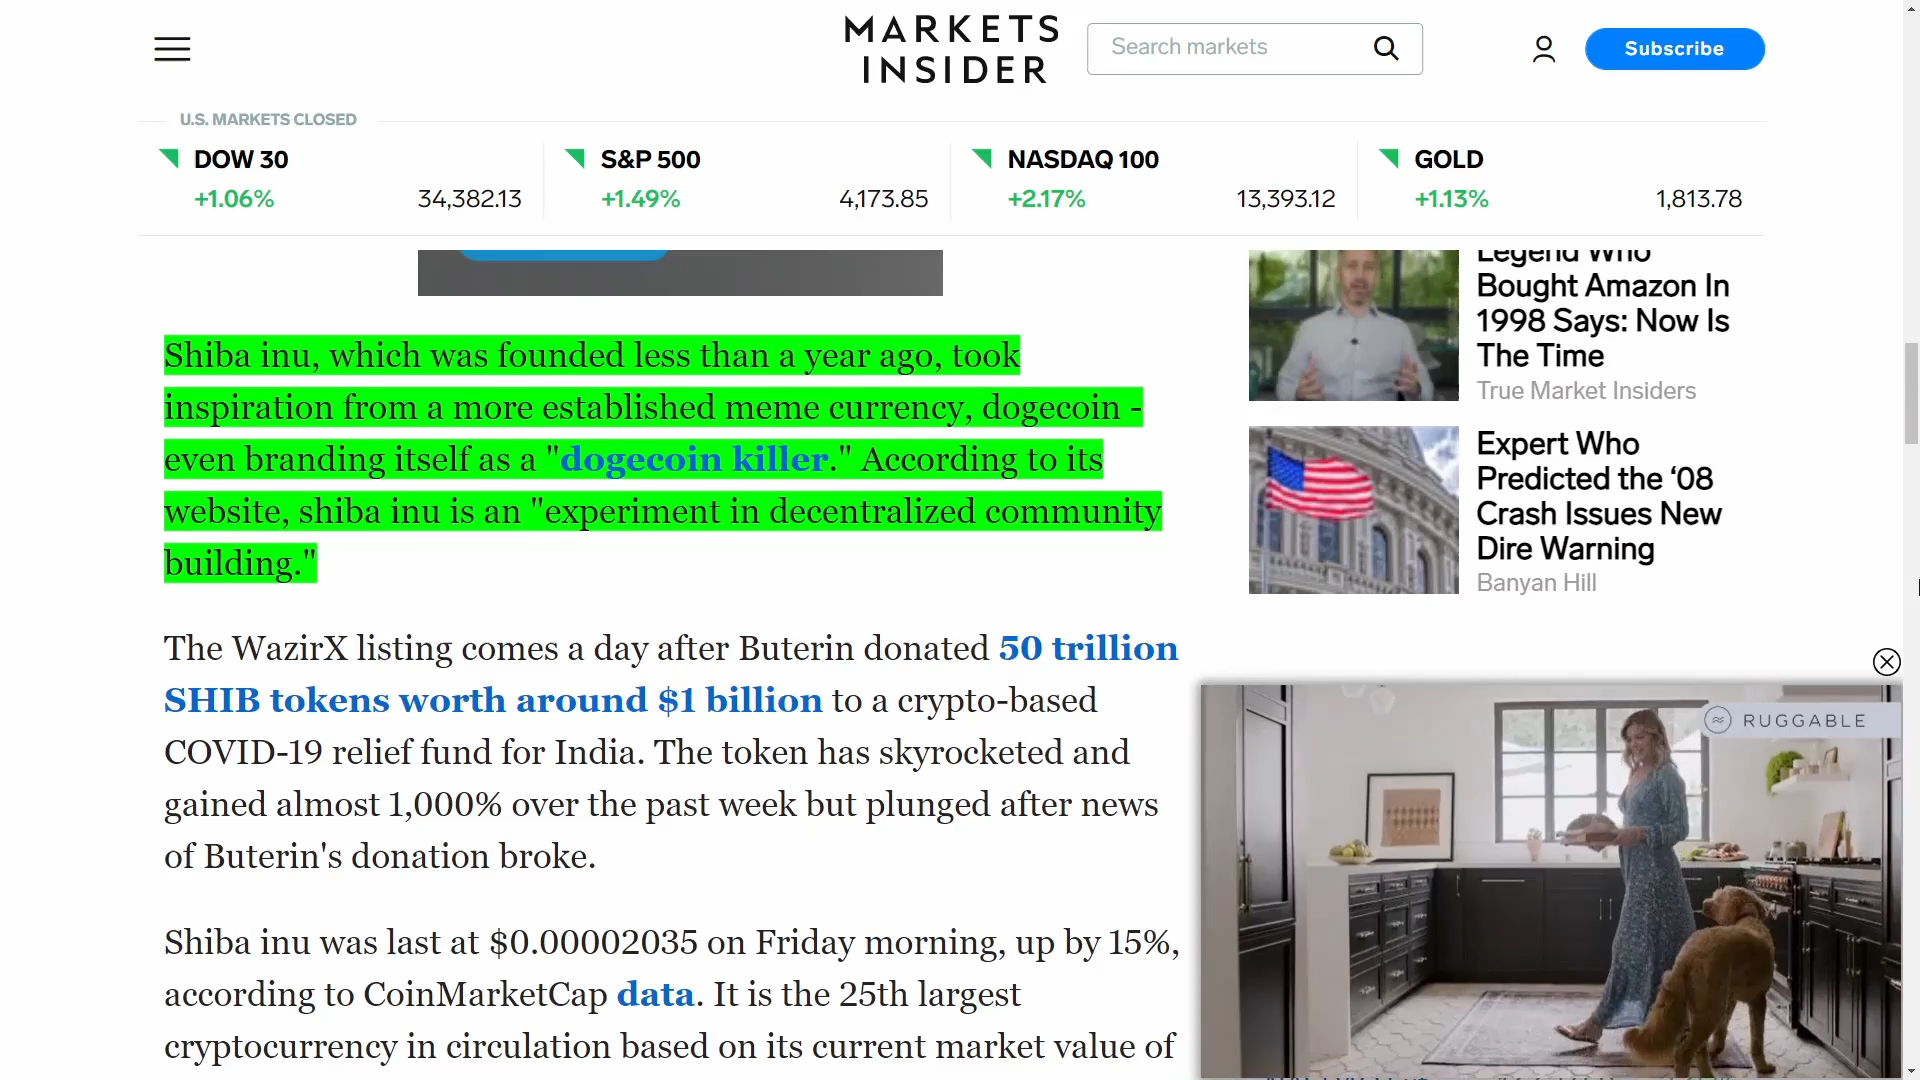 MARKETS
INSIDER
Search markets
Subscribe
U.S. MARKETS CLOSED
DOW 30
+1.06% 34,382.13
S&P 500
+1.49% 4,173.85
NASDAQ 100
+2.17% 13,393.12
GOLD
+1.13% 1,813.78
Shiba inu, which was founded less than a year ago, took
inspiration from a more established meme currency, dogecoin -
even branding itself as a "dogecoin killer." According to its
website, shiba inu is an "experiment in decentralized community
building."
The WazirX listing comes a day after Buterin donated 50 trillion
SHIB tokens worth around $1 billion to a crypto-based
COVID-19 relief fund for India. The token has skyrocketed and
gained almost 1,000% over the past week but plunged after news
of Buterin's donation broke.
Shiba inu was last at $0.00002035 on Friday morning, up by 15%,
according to CoinMarketCap data. It is the 25th largest
cryptocurrency in circulation based on its current market value of
Legend Who
Bought Amazon In
1998 Says: Now Is
The Time
True Market Insiders
Expert Who
Predicted the ‘08
Crash Issues New
Dire Warning
Banyan Hill
RUGGABLE